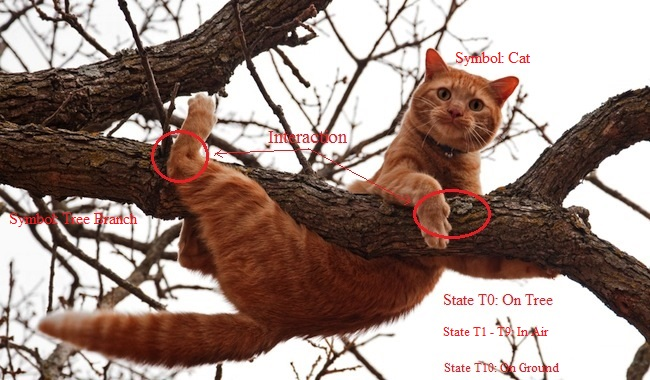 Symbol: Cat
Interaction
Symbol: Tree Branch
State T0: On Tree
State T1 - T9: In Air
State T10: On Ground